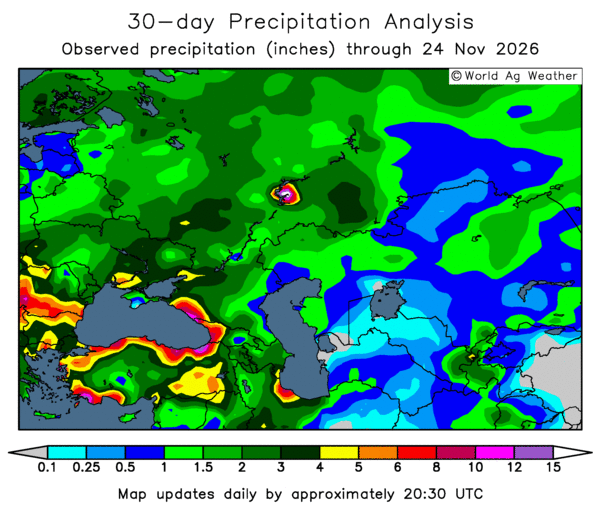 30-day Precipitation Analysis
Observed precipitation (inches) through 24 Nov 2026
©World Ag Weather
0.1 0.25 0.5 1 1.5 2 3 4 5 6 8 10 12 15
Map updates daily by approximately 20:30 UTC